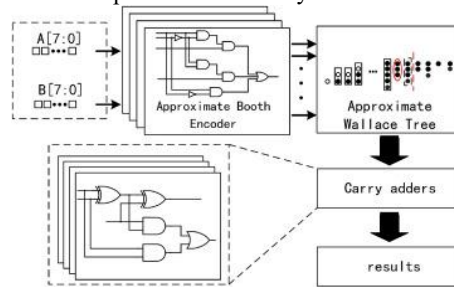 A[7:0]
B[7:0]
Approximate Booth
Encoder
Approximate
Wallace Tree
Carry adders
results